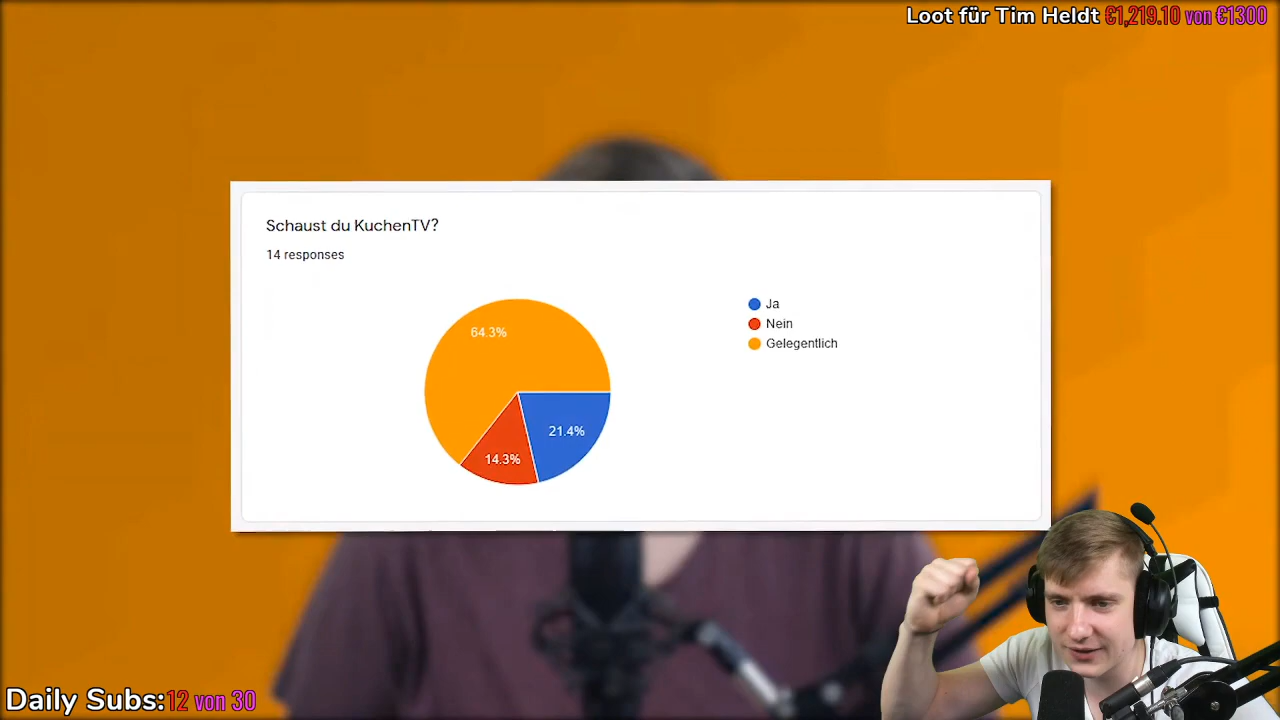 Loot für Tim Heldt €1,219.10 von €1300
Schaust du KuchenTV?
14 responses
Ja
Nein
Gelegentlich
64.3%
21.4%
14.3%
Daily Subs:12 von 30